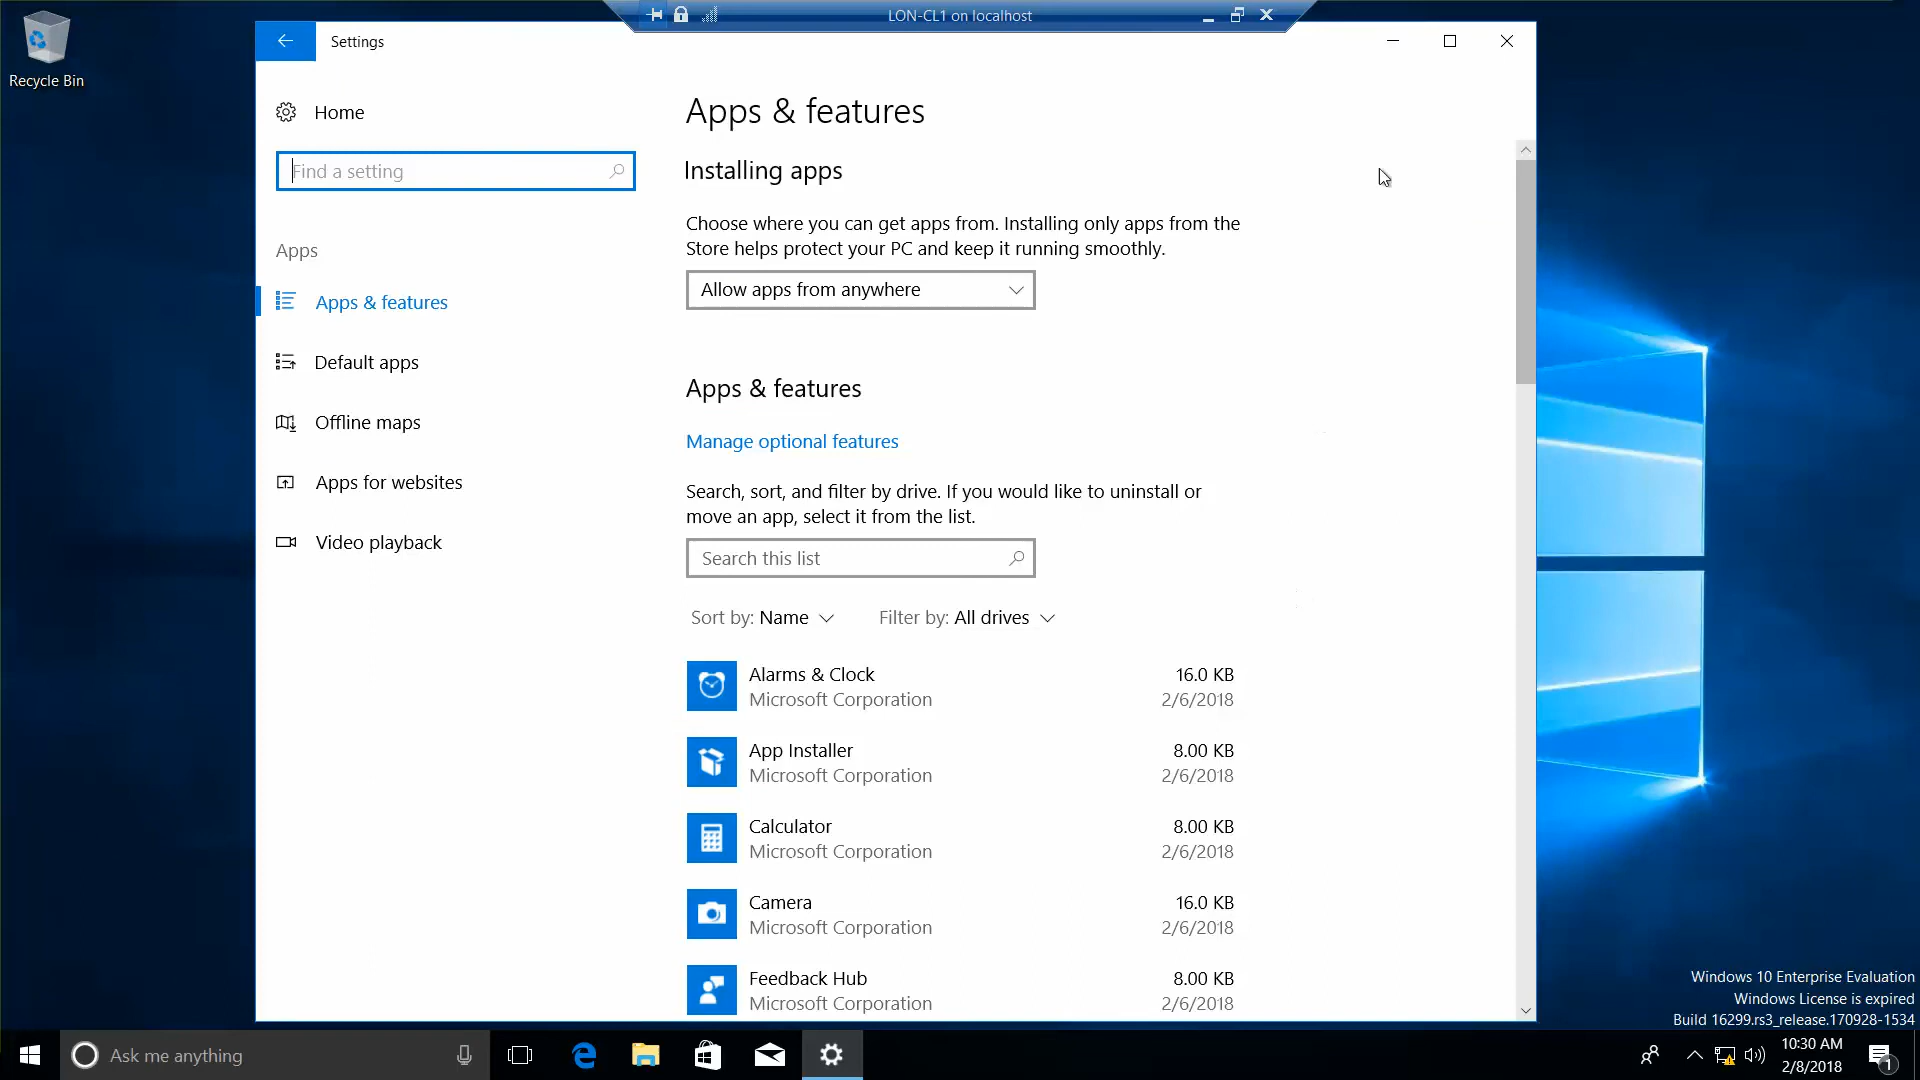 LON-CL1 on localhost
Recycle Bin
Settings
Home
Find a setting
Apps
Apps & features
Default apps
Offline maps
Apps for websites
Video playback
Apps & features
Installing apps
Choose where you can get apps from. Installing only apps from the
Store helps protect your PC and keep it running smoothly.
Allow apps from anywhere
Apps & features
Manage optional features
Search, sort, and filter by drive. If you would like to uninstall or
move an app, select it from the list.
Search this list
Sort by: Name Filter by: All drives
Alarms & Clock 16.0 KB
Microsoft Corporation 2/6/2018
App Installer 8.00 KB
Microsoft Corporation 2/6/2018
Calculator 8.00 KB
Microsoft Corporation 2/6/2018
Camera 16.0 KB
Microsoft Corporation 2/6/2018
Feedback Hub 8.00 KB
Microsoft Corporation 2/6/2018
Windows 10 Enterprise Evaluation
Windows License is expired
Build 16299.rs3_release.170928-1534
Ask me anything
10:30 AM
2/8/2018
1